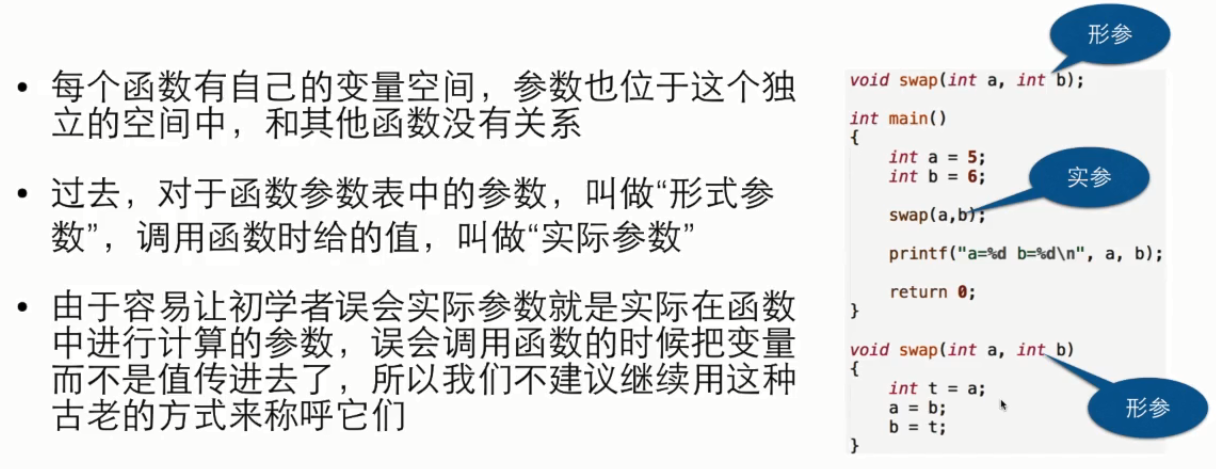 • 每个函数有自己的变量空间，参数也位于这个独
立的空间中，和其他函数没有关系
• 过去，对于函数参数表中的参数，叫做“形式参
数”，调用函数时给的值，叫做“实际参数”
• 由于容易让初学者误会实际参数就是实际在函数
中进行计算的参数，误会调用函数的时候把变量
而不是值传进去了，所以我们不建议继续用这种
古老的方式来称呼它们
形参
void swap(int a, int b);
int main()
{
int a = 5;
int b = 6;
实参
swap(a,b);
printf("a=%d b=%d\n", a, b);
return 0;
}
void swap(int a, int b)
{
int t = a;
a = b;
b = t;
}
形参